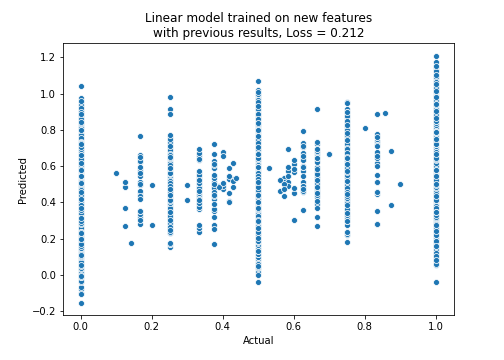 Linear model trained on new features
with previous results, Loss = 0.212
1.2
1.0
0.8
0.6
0.4
0.2
0.0
−0.2
Predicted
0.0 0.2 0.4 0.6 0.8 1.0
Actual